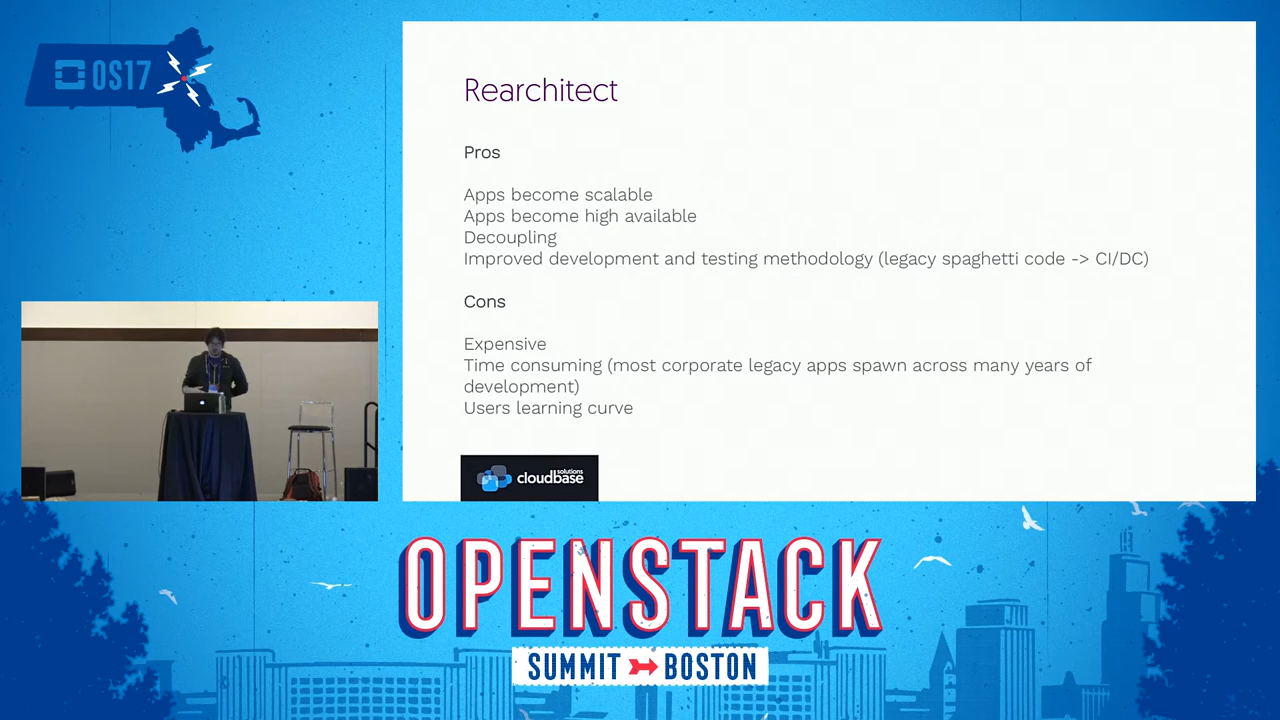 OS17
Rearchitect
Pros
Apps become scalable
Apps become high available
Decoupling
Improved development and testing methodology (legacy spaghetti code -> CI/DC)
Cons
Expensive
Time consuming (most corporate legacy apps spawn across many years of
development)
Users learning curve
cloudbase solutions
OPENSTACK
SUMMIT BOSTON